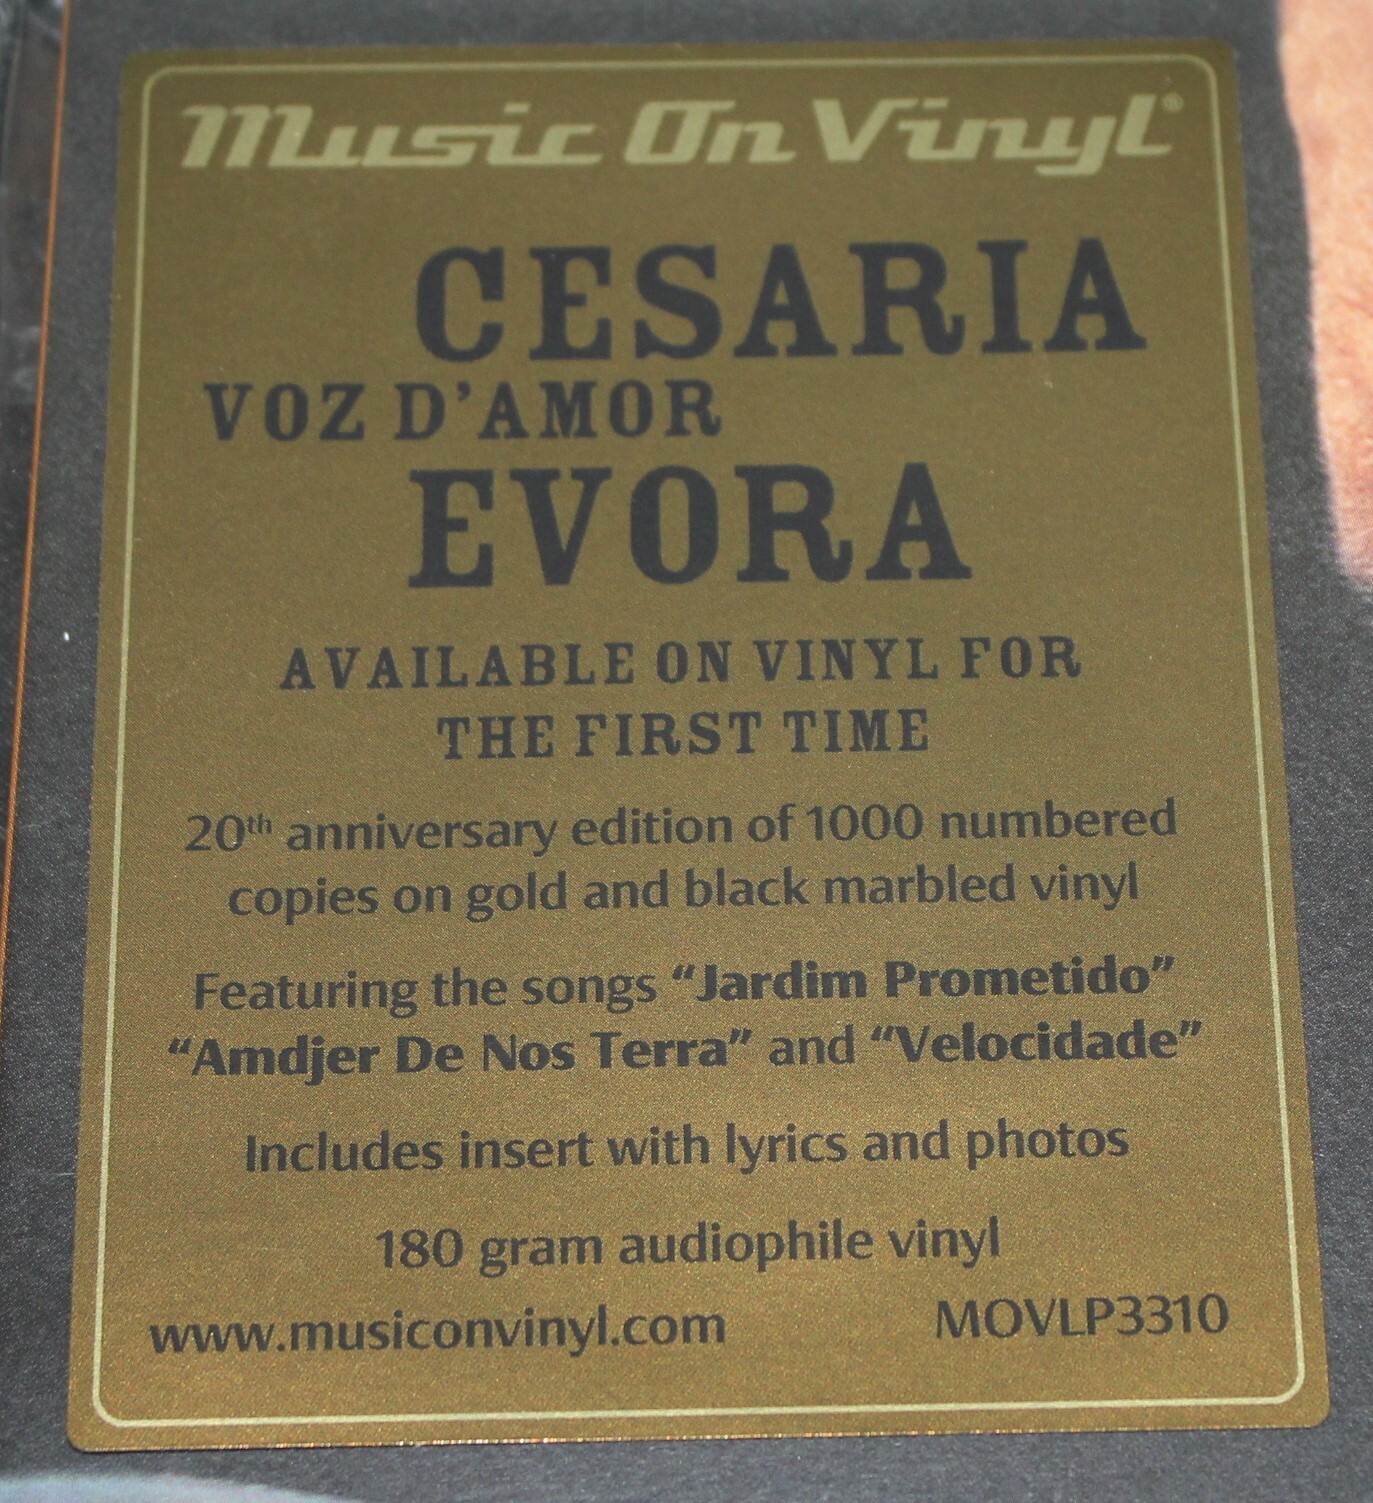 Music On Vinyl®
CESARIA
VOZ D'AMOR
EVORA
AVAILABLE ON VINYL FOR
THE FIRST TIME
20th anniversary edition of 1000 numbered
copies on gold and black marbled vinyl
Featuring the songs “Jardim Prometido”
“Amdjer De Nos Terra” and “Velocidade”
Includes insert with lyrics and photos
180 gram audiophile vinyl
www.musiconvinyl.com MOVLP3310